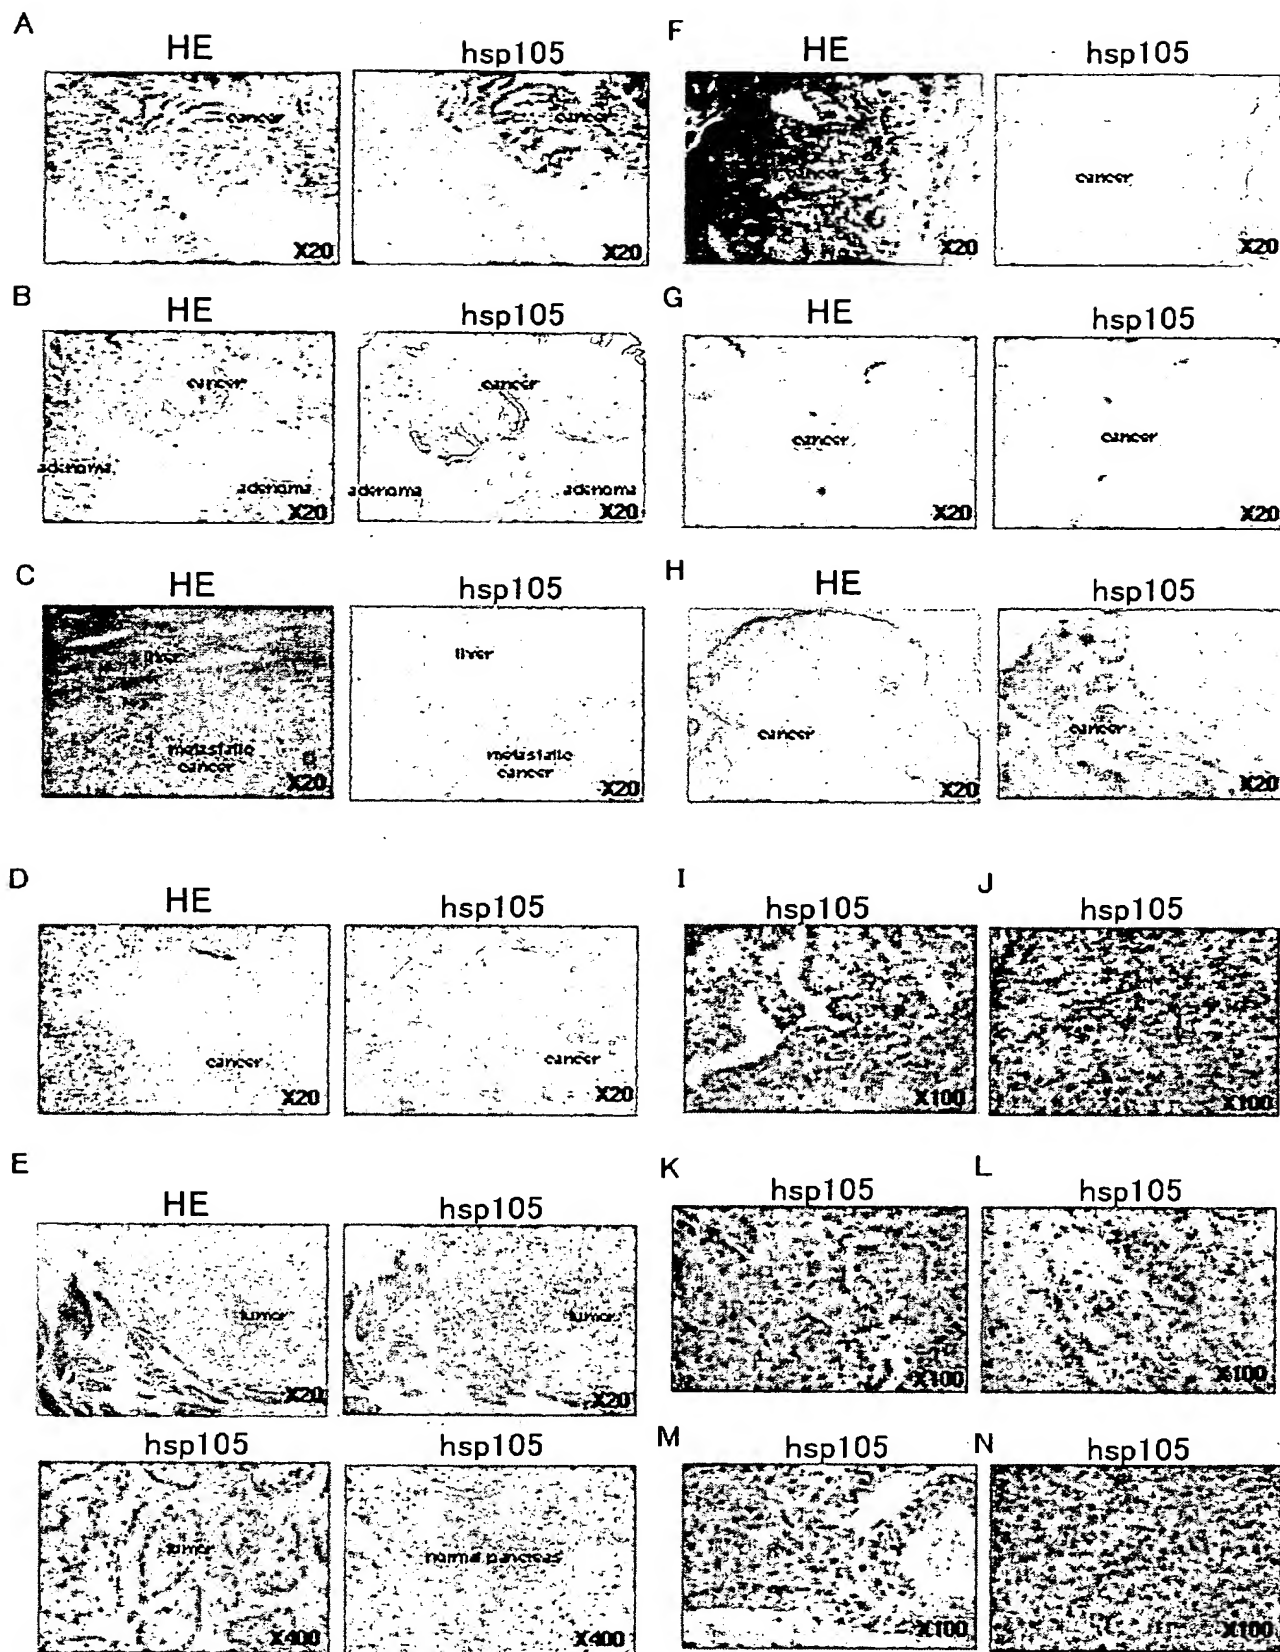 A
HE
hsp105
cancer
cancer
X20
X20
B
HE
hsp105
cancer
cancer
adenoma
adenoma
adenoma
adenoma
X20
X20
C
HE
hsp105
liver
liver
metastatic
cancer
metastatic
cancer
X20
X20
D
HE
hsp105
cancer
cancer
X20
X20
E
HE
hsp105
tumor
tumor
X20
X20
hsp105
hsp105
tumor
normal pancreas
X400
X400
F
HE
hsp105
cancer
cancer
X20
X20
G
HE
hsp105
cancer
cancer
X20
X20
H
HE
hsp105
cancer
cancer
X20
X20
I
J
hsp105
hsp105
X100
X100
K
L
hsp105
hsp105
X100
X100
M
N
hsp105
hsp105
X100
X100